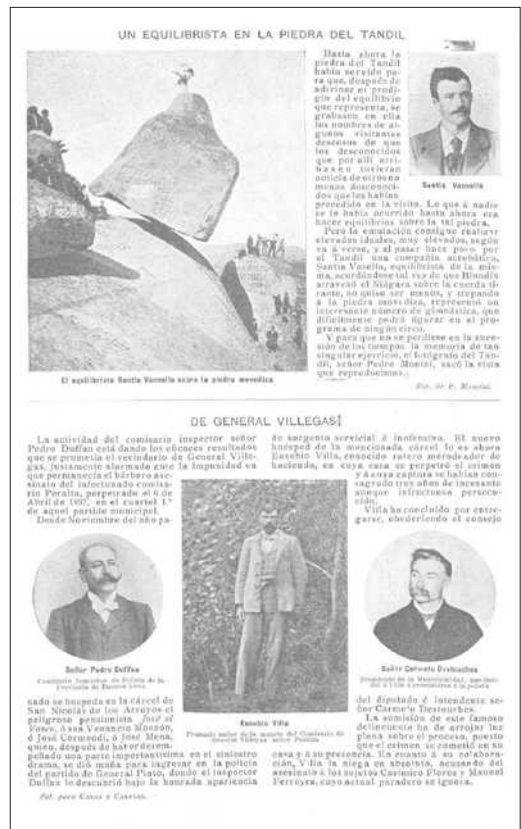 UN EQUILIBRISTA EN LA PIEDRA DEL TANDIL
Hasta ahora la
piedra del Tandil
había servido pa-
ra que, después de
admirar el prodi-
gio del equilibrio
que representa, se
grabasen en ella
los nombres de al-
gunos visitantes
deseosos de que
los desconocidos
que por allí arri-
basen tuvieran
noticia de otros no
menos desconoci-
dos que les habían
precedido en la visita. Lo que á nadie
se le había ocurrido hasta ahora era
hacer equilibrios sobre la tal piedra.
Pero la emulación consigue realizar
elevados ideales, muy elevados, según
va á verse, y al pasar hace poco por
el Tandil una compañía acrobática,
Sentia Vasella, equilibrista de la mis-
ma, acordándose tal vez de que Blondín
atravesó el Niágara sobre la cuerda ti-
rante, no quiso ser menos, y trepando
á la piedra movediza, representó un
interesante número de gimnástica, que
difícilmente podrá figurar en el pro-
grama de ningún circo.
Y para que no se perdiese en la suce-
sión de los tiempos la memoria de tan
singular ejercicio, el fotógrafo del Tan-
dil, señor Pedro Momini, sacó la vista
que reproducimos.
Sentia Vasella
El equilibrista Sentia Vasella sobre la piedra movediza
DE GENERAL VILLEGAS
La actividad del comisario inspector señor
Pedro Duffau está dando los eficaces resultados
que se prometía el vecindario de General Ville-
gas, justamente alarmado ante la impunidad en
que permanecía el bárbaro ase-
sinato del infortunado comisa-
rio Peralta, perpetrado el 6 de
Abril de 1897, en el cuartel 1.º
de aquel partido municipal.
Desde Noviembre del año pa-
Señor Pedro Duffau
Comisario Inspector de Policía de la
Provincia de Buenos Aires
sado se hospeda en la cárcel de
San Nicolás de los Arroyos el
peligroso pensionista José el
Vasco, ó sea Venancio Monzón,
ó José Cermendi, ó José Mena,
quien, después de haber desem-
peñado una parte importantísima en el siniestro
drama, se dió maña para ingresar en la policía
del partido de General Pinto, donde el inspector
Duffau lo descubrió bajo la honrada apariencia
Fot. para CARAS Y CARETAS.
Eusebio Villa
de sargento servicial é inofensivo. El nuevo
huésped de la mencionada cárcel lo es ahora
Eusebio Villa, conocido ratero merodeador de
hacienda, en cuya casa se perpetró el crimen
y á cuya captura se habían con-
sagrado tres años de incesante
aunque infructuosa persecu-
ción.
Villa ha concluído por entre-
garse, obedeciendo el consejo
Señor Carmelo Desbouches
del diputado é intendente se-
ñor Carmelo Desbouches.
La sumisión de este famoso
delincuente ha de arrojar luz
plena sobre el proceso, puesto
que el crimen se cometió en su
casa y á su presencia. En cuanto á su colabora-
ción, Villa la niega en absoluto, acusando del
asesinato á los sujetos Casimiro Flores y Manuel
Ferreyra, cuyo actual paradero se ignora.